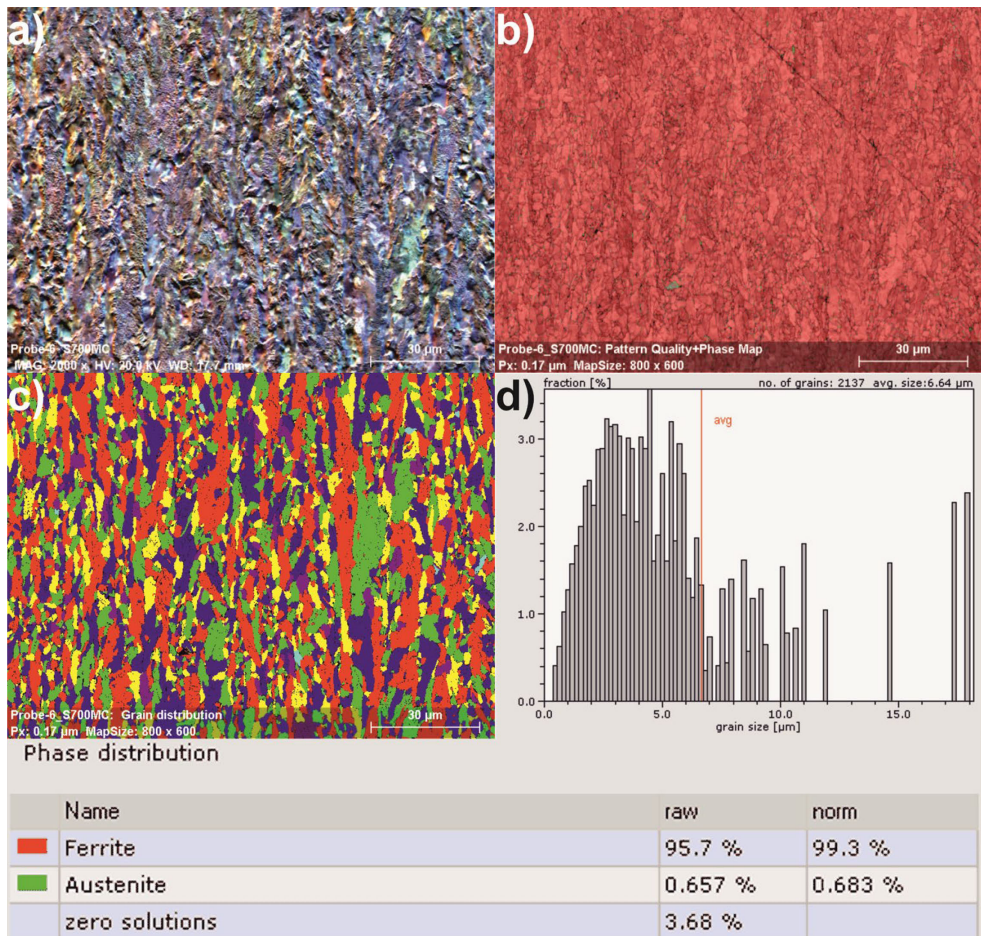 a)
Probe-6-S700MC
MAG: 2000 x HV: 20.0 kV WD: 17.7 mm
30 μm
b)
Probe-6_S700MC: Pattern Quality+Phase Map
Px: 0.17 μm MapSize: 800 x 600
30 μm
c)
Probe-6_S700MC: Grain distribution
Px: 0.17 μm MapSize: 800 x 600
30 μm
d)
fraction [%] no. of grains: 2137 avg. size:6.64 μm
avg
3.0
2.0
1.0
0.0
0.0 5.0 10.0 15.0
grain size [μm]
Phase distribution
Name raw norm
Ferrite 95.7 % 99.3 %
Austenite 0.657 % 0.683 %
zero solutions 3.68 %